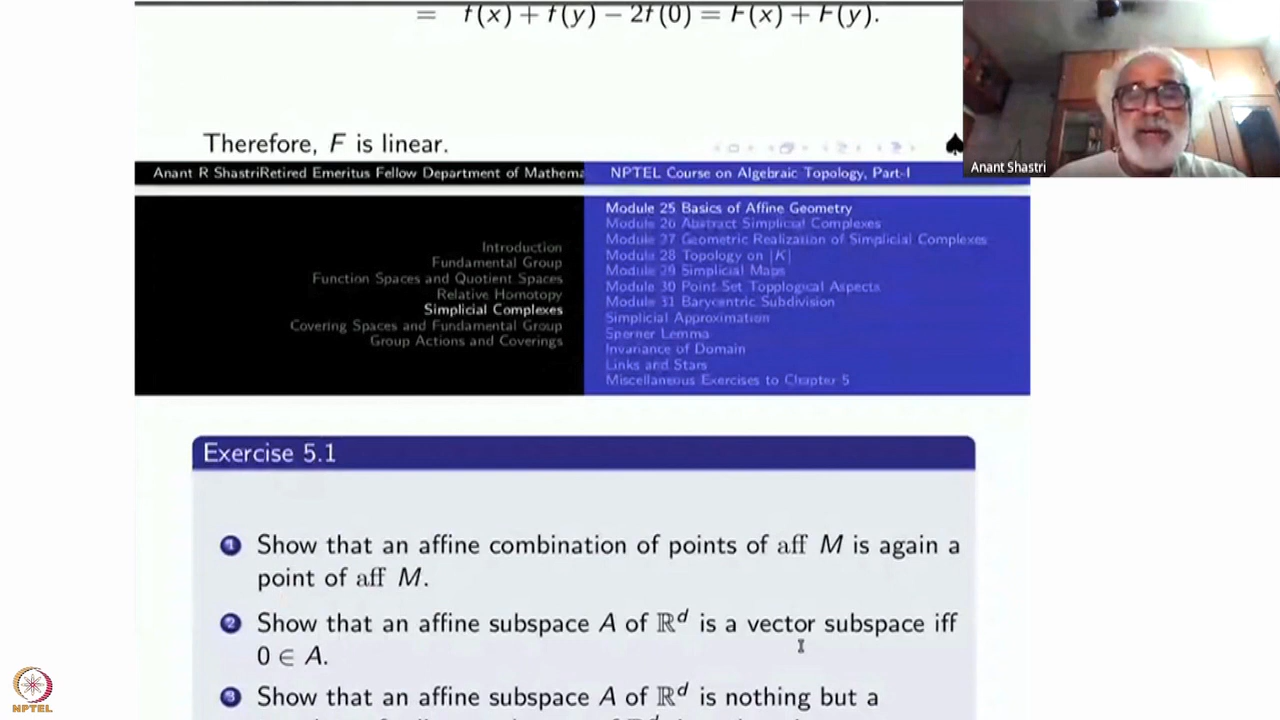 = f(x) + f(y) − 2f(0) = F(x) + F(y).
Therefore, F is linear.
Anant Shastri
Anant R ShastriRetired Emeritus Fellow Department of Mathema
NPTEL Course on Algebraic Topology, Part-I
Introduction
Fundamental Group
Function Spaces and Quotient Spaces
Relative Homotopy
Simplicial Complexes
Covering Spaces and Fundamental Group
Group Actions and Coverings
Module 25 Basics of Affine Geometry
Module 26 Abstract Simplicial Complexes
Module 27 Geometric Realization of Simplicial Complexes
Module 28 Topology on |K|
Module 29 Simplicial Maps
Module 30 Point Set Topplogical Aspects
Module 31 Barycentric Subdivision
Simplicial Approximation
Sperner Lemma
Invariance of Domain
Links and Stars
Miscellaneous Exercises to Chapter 5
Exercise 5.1
1 Show that an affine combination of points of aff M is again a
point of aff M.
2 Show that an affine subspace A of ℝᵈ is a vector subspace iff
0 ∈ A.
3 Show that an affine subspace A of ℝᵈ is nothing but a
NPTEL